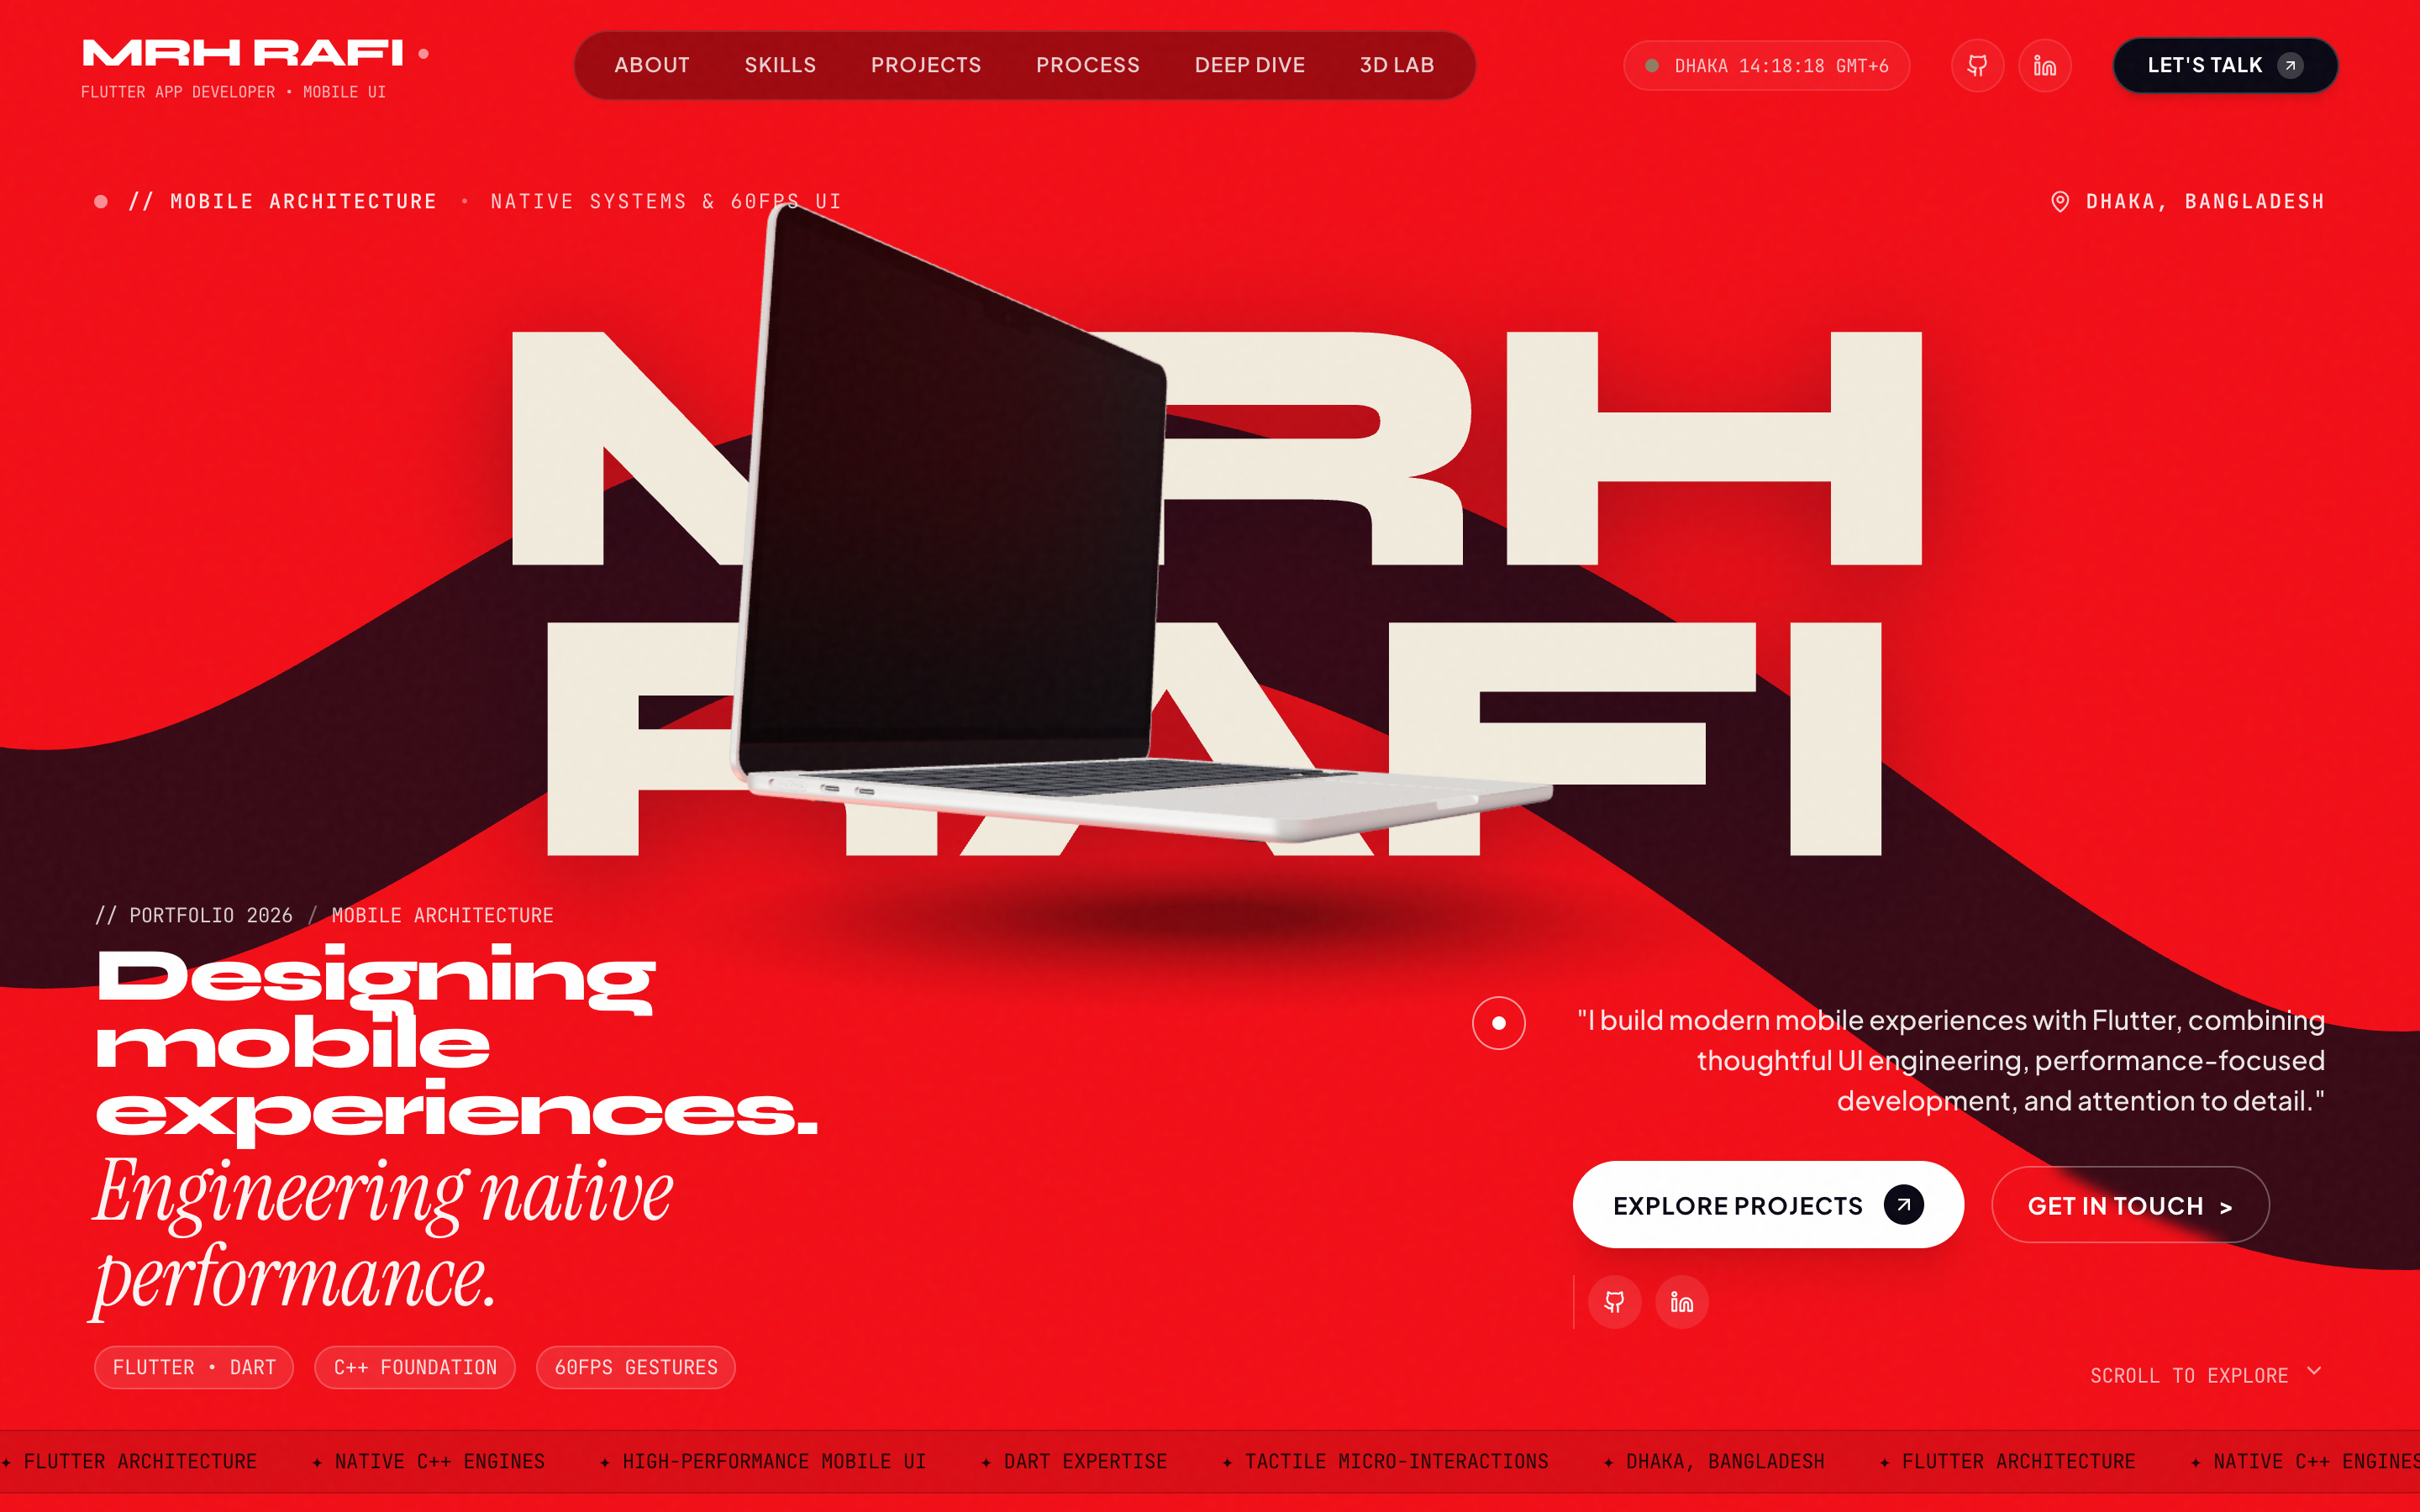 MRH RAFI
FLUTTER APP DEVELOPER • MOBILE UI
ABOUT SKILLS PROJECTS PROCESS DEEP DIVE 3D LAB
DHAKA 14:18:18 GMT+6
LET'S TALK
// MOBILE ARCHITECTURE • NATIVE SYSTEMS & 60FPS UI
DHAKA, BANGLADESH
MRH
RAFI
// PORTFOLIO 2026 / MOBILE ARCHITECTURE
Designing
mobile
experiences.
Engineering native
performance.
FLUTTER • DART C++ FOUNDATION 60FPS GESTURES
"I build modern mobile experiences with Flutter, combining
thoughtful UI engineering, performance-focused
development, and attention to detail."
EXPLORE PROJECTS
GET IN TOUCH >
SCROLL TO EXPLORE
✦ FLUTTER ARCHITECTURE ✦ NATIVE C++ ENGINES ✦ HIGH-PERFORMANCE MOBILE UI ✦ DART EXPERTISE ✦ TACTILE MICRO-INTERACTIONS ✦ DHAKA, BANGLADESH ✦ FLUTTER ARCHITECTURE ✦ NATIVE C++ ENGINES